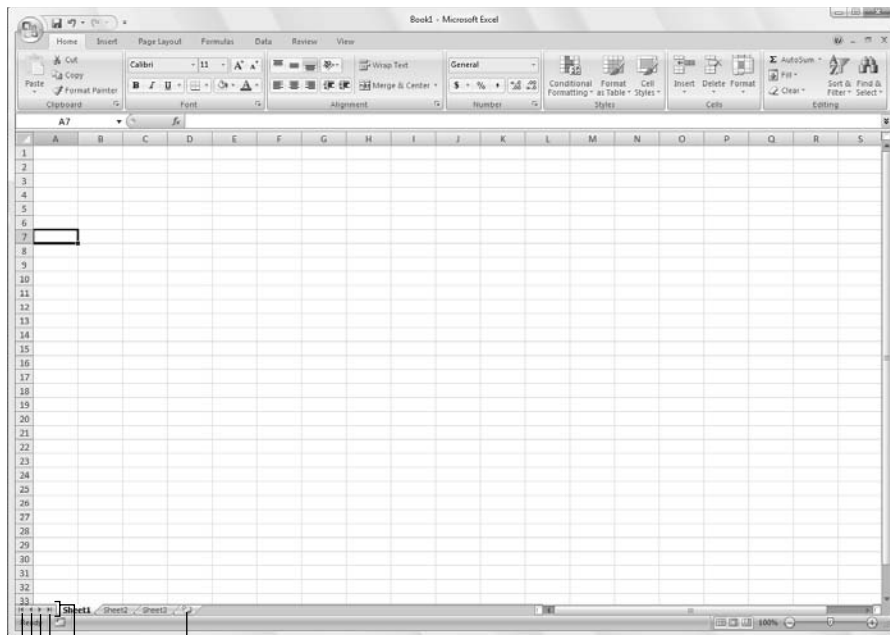 Book1 - Microsoft Excel
Home Insert Page Layout Formulas Data Review View
Cut
Copy
Format Painter
Paste
Clipboard
Calibri 11
B I U
Font
Wrap Text
Merge & Center
Alignment
General
$ % ,
Number
Conditional Formatting
Format as Table
Cell Styles
Styles
Insert Delete Format
Cells
Σ AutoSum
Fill
Clear
Sort & Filter
Find & Select
Editing
A7 fx
A B C D E F G H I J K L M N O P Q R S
1
2
3
4
5
6
7
8
9
10
11
12
13
14
15
16
17
18
19
20
21
22
23
24
25
26
27
28
29
30
31
32
33
Sheet1 Sheet2 Sheet3
100%